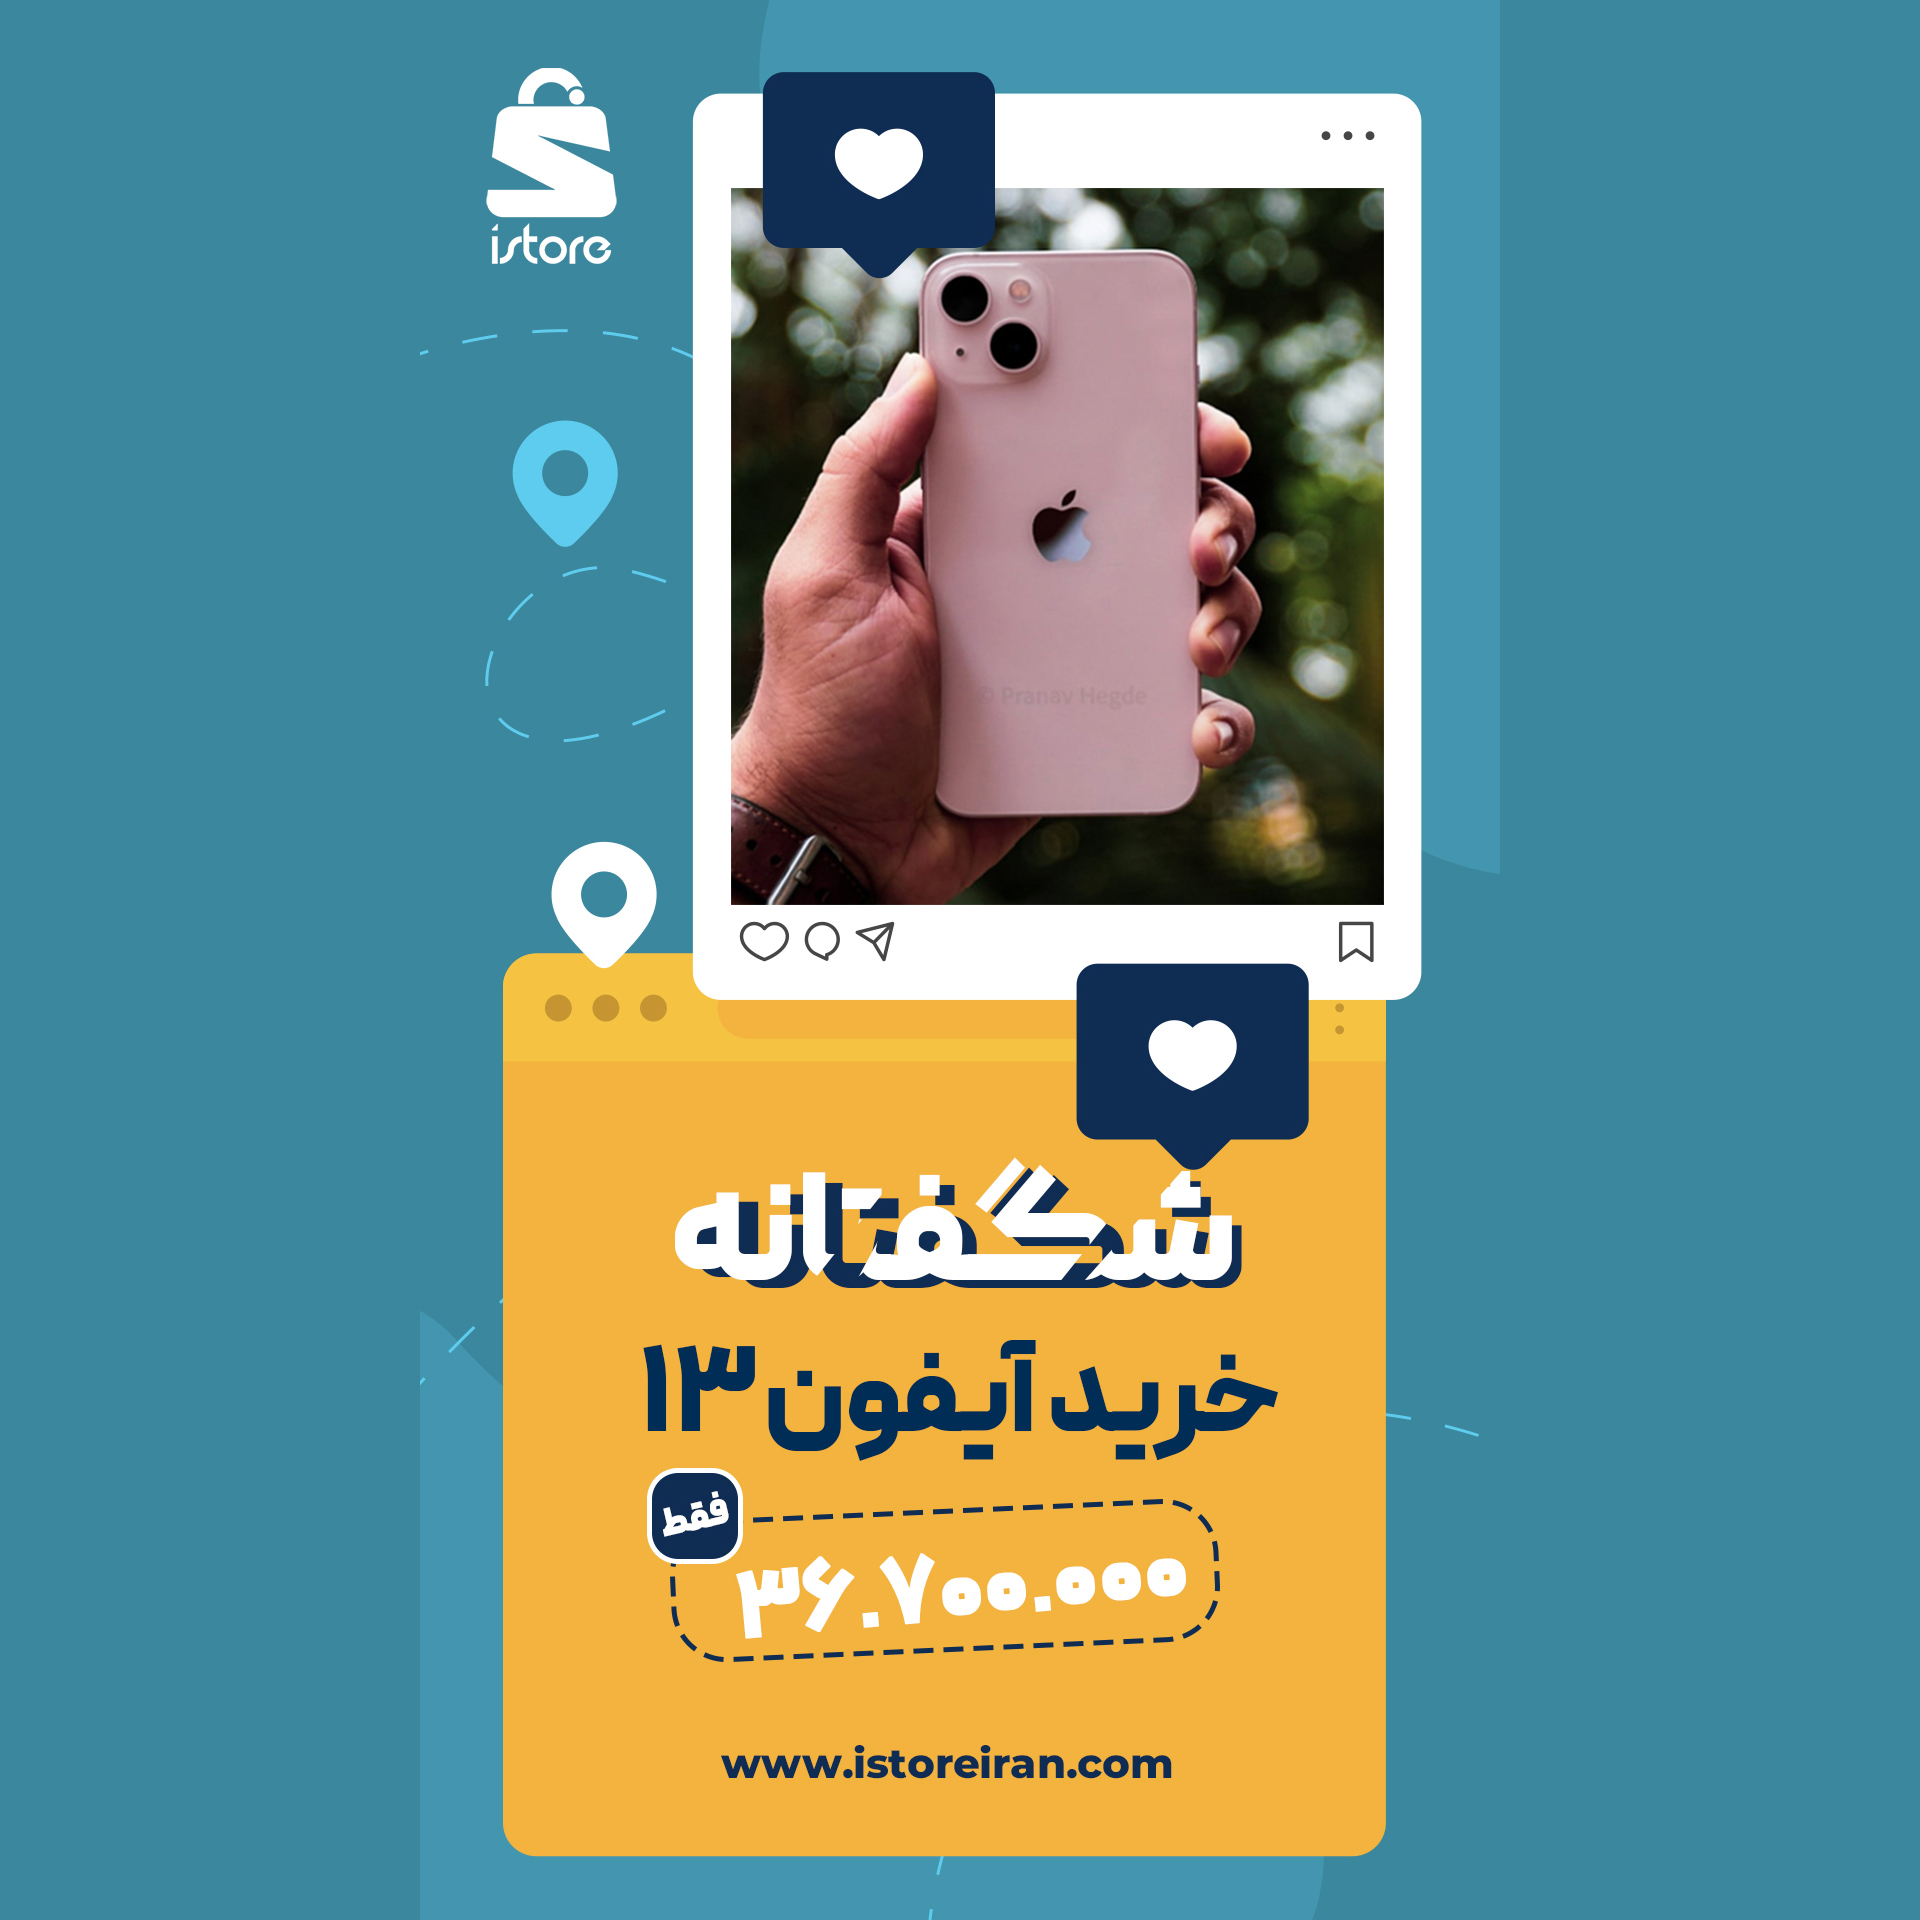 istore
© Pranav Hegde
شگفتانه
خرید آیفون ۱۳
فقط
۳۶.۷۰۰.۰۰۰
www.istoreiran.com